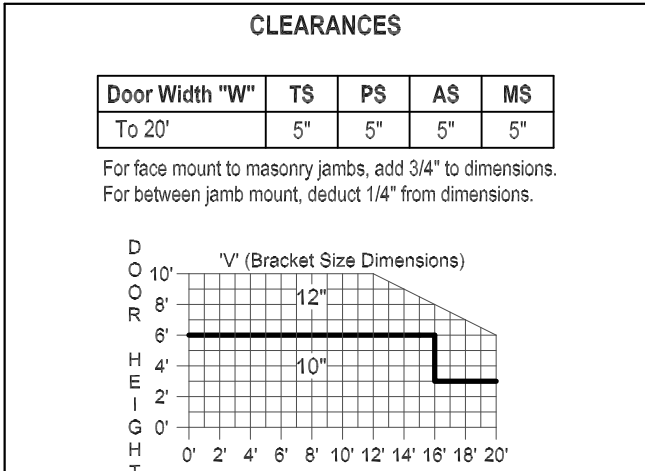 CLEARANCES
Door Width "W" TS PS AS MS
To 20' 5" 5" 5" 5"
For face mount to masonry jambs, add 3/4" to dimensions.
For between jamb mount, deduct 1/4" from dimensions.
'V' (Bracket Size Dimensions)
DOOR HEIGHT
10'
12"
8'
6'
4'
10"
2'
0'
0' 2' 4' 6' 8' 10' 12' 14' 16' 18' 20'